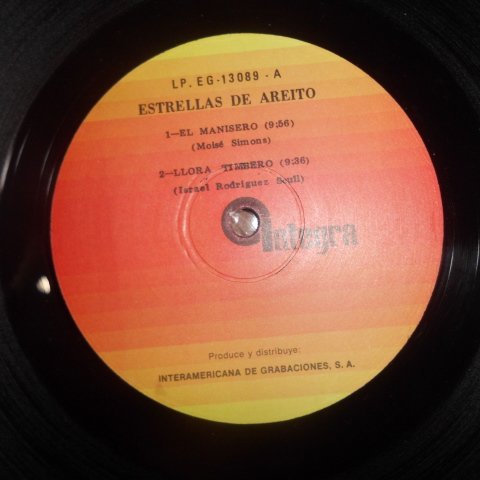 LP. EG-13089 - A
ESTRELLAS DE AREITO
1—EL MANISERO (9:56)
(Moisé Simons)
2—LLORA TIMBERO (9:36)
(Israel Rodriguez Scull)
Integra
Produce y distribuye:
INTERAMERICANA DE GRABACIONES, S. A.